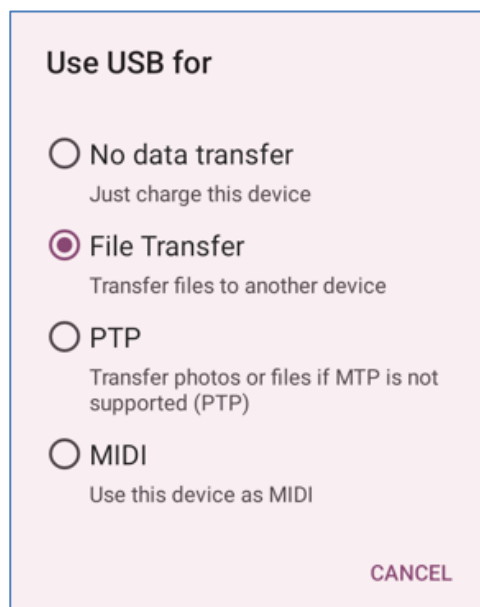 Use USB for
No data transfer
Just charge this device
File Transfer
Transfer files to another device
PTP
Transfer photos or files if MTP is not
supported (PTP)
MIDI
Use this device as MIDI
CANCEL